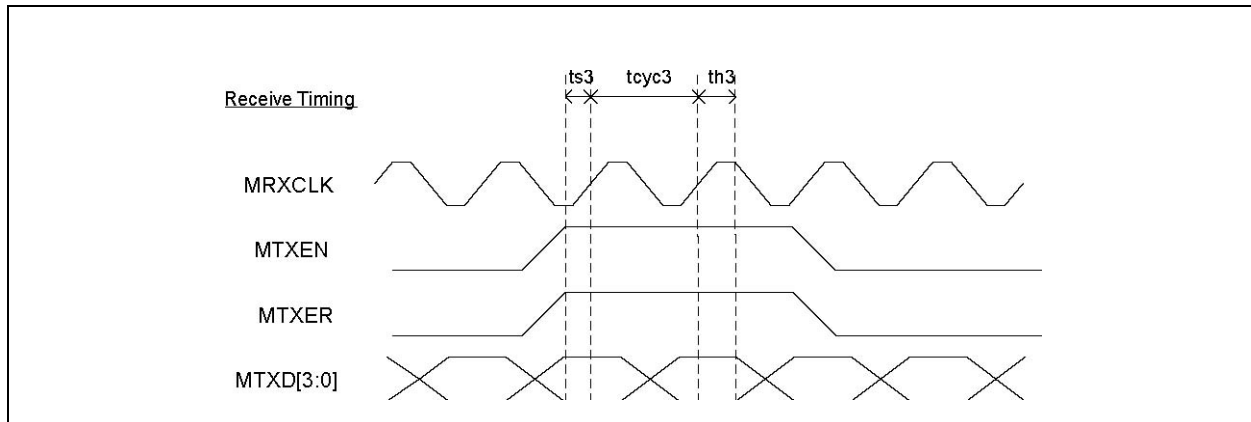 ts3 tcyc3 th3
Receive Timing
MRXCLK
MTXEN
MTXER
MTXD[3:0]